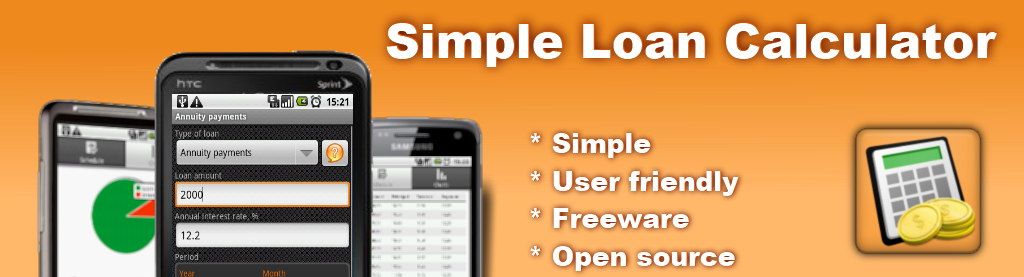 Simple Loan Calculator
* Simple
* User friendly
* Freeware
* Open source
hTC Sprint
15:21
Annuity payments
Type of loan
Annuity payments
Loan amount
2000
Annual interest rate, %
12.2
Period
Year Month
SAMSUNG
Schedule